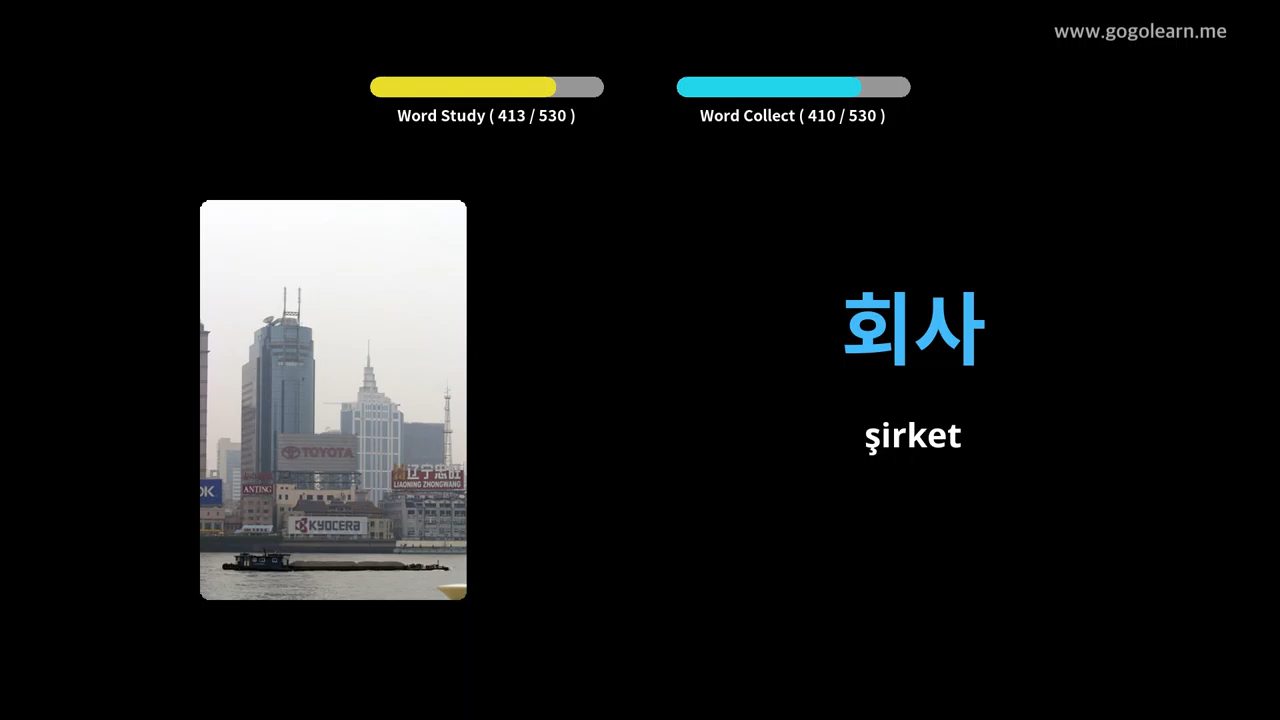 www.gogolearn.me
Word Study ( 413 / 530 )
Word Collect ( 410 / 530 )
회사
şirket
TOYOTA
辽宁忠旺
LIAONING ZHONGWANG
OK
ANTING
KYOCERA